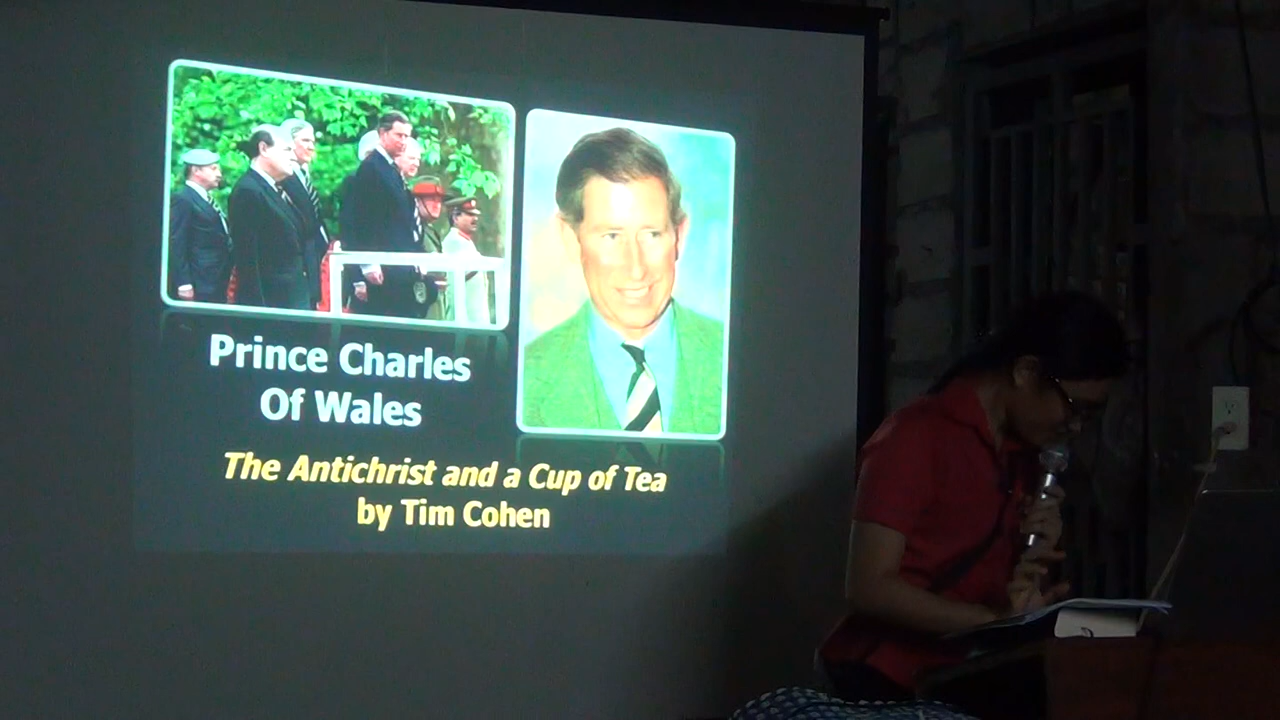 Prince Charles
Of Wales
The Antichrist and a Cup of Tea
by Tim Cohen